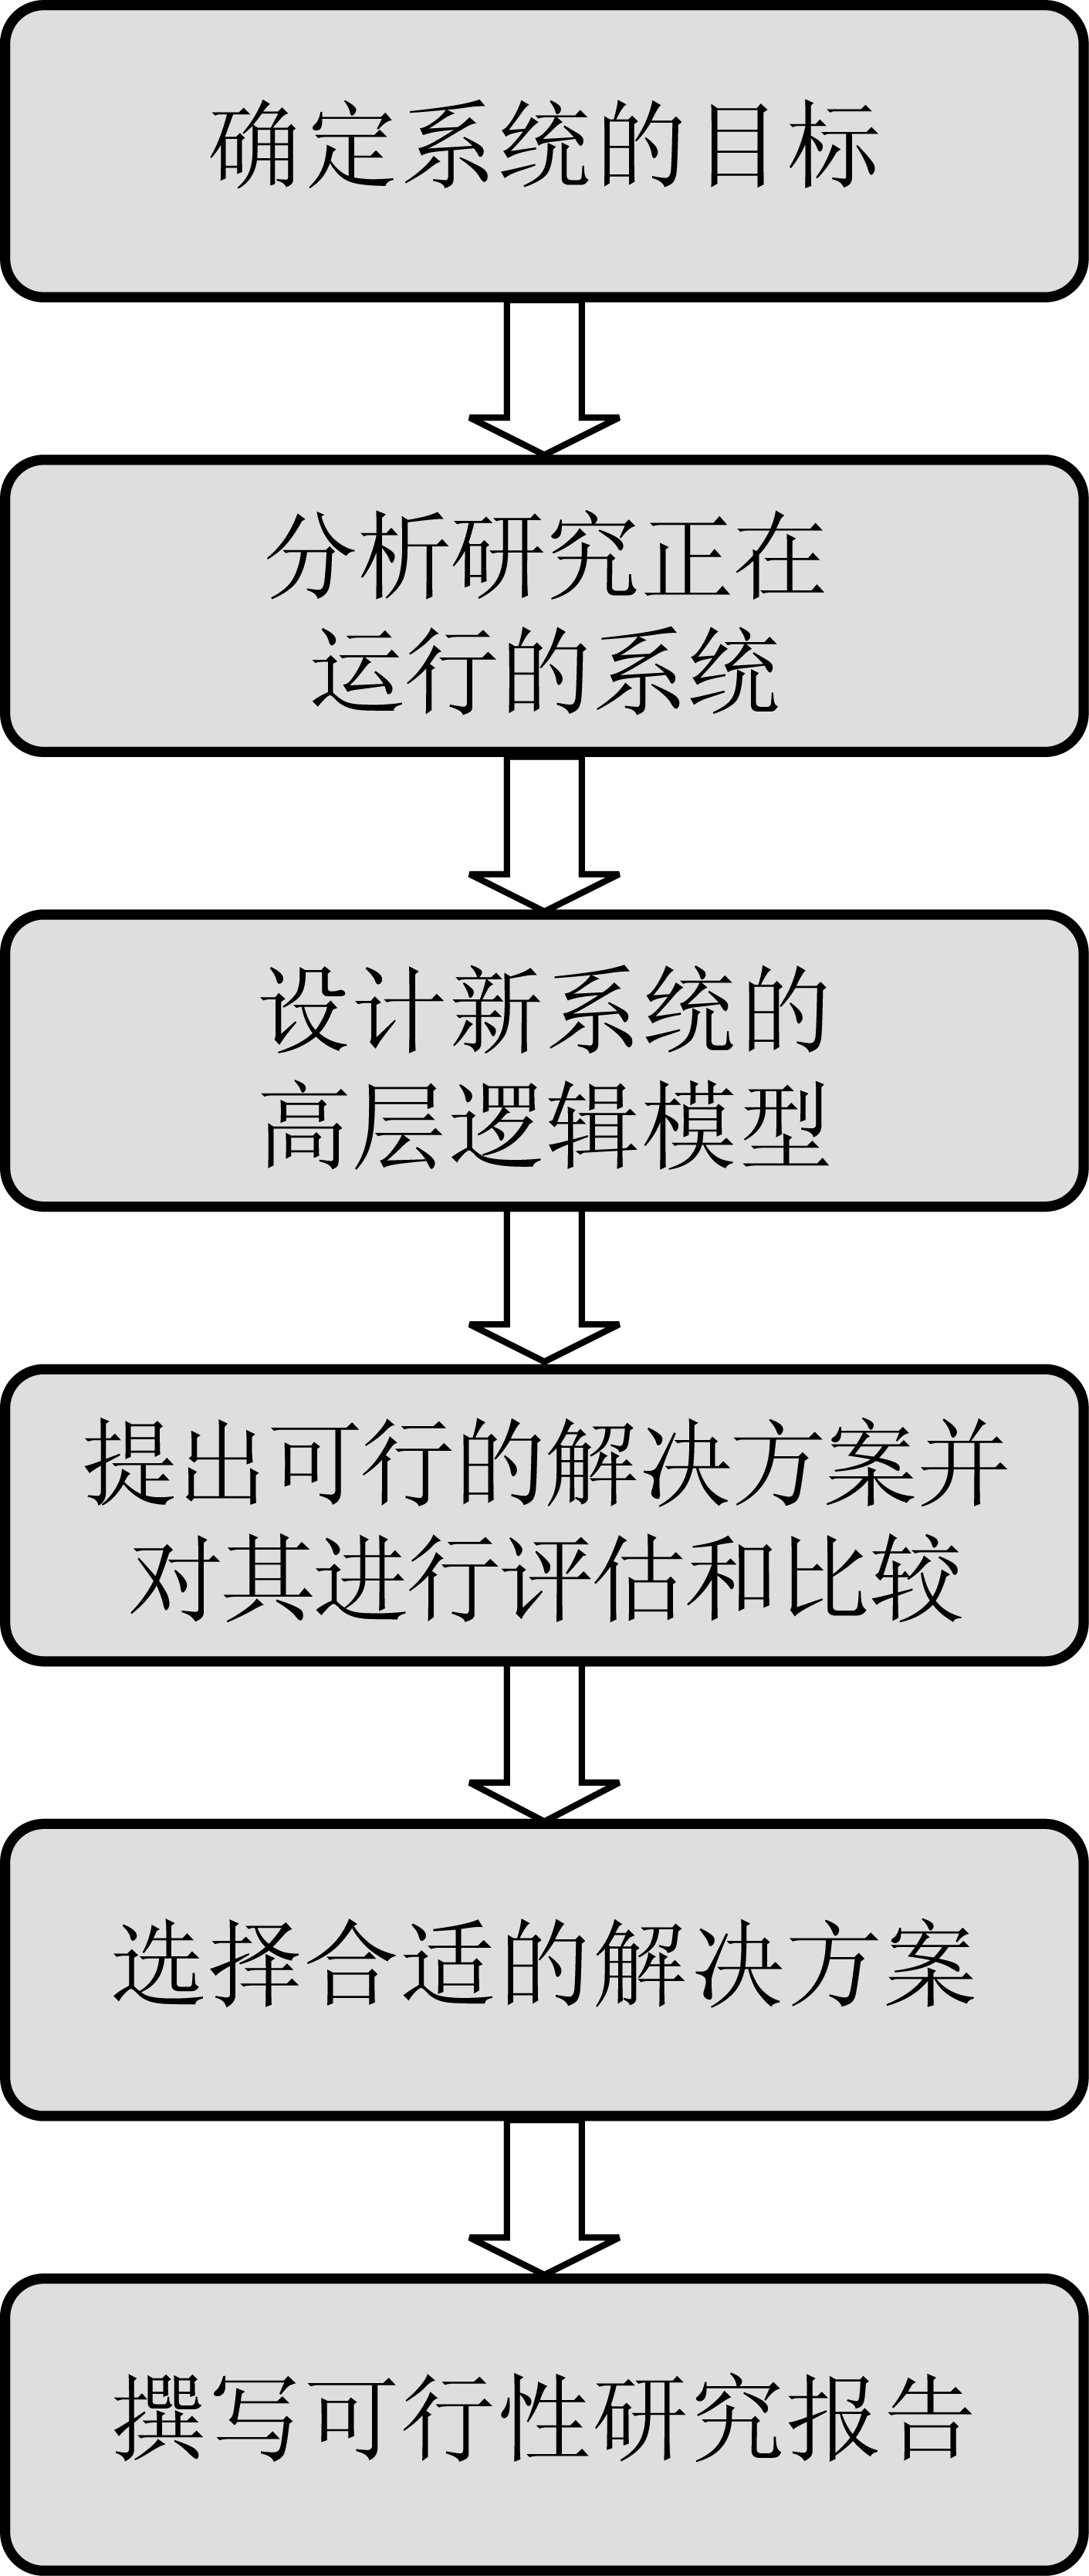 确定系统的目标
分析研究正在
运行的系统
设计新系统的
高层逻辑模型
提出可行的解决方案并
对其进行评估和比较
选择合适的解决方案
撰写可行性研究报告